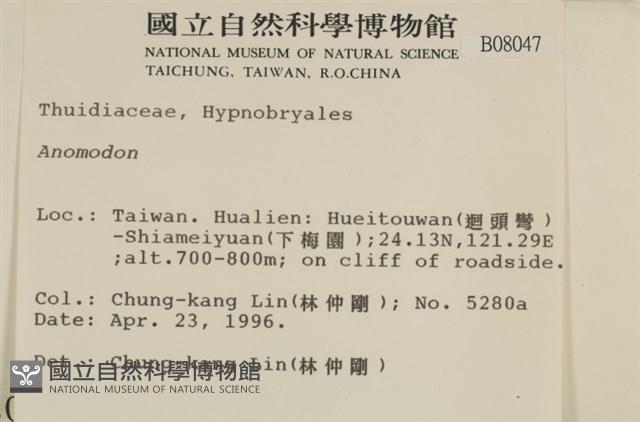 國立自然科學博物館
NATIONAL MUSEUM OF NATURAL SCIENCE
TAICHUNG, TAIWAN, R.O.CHINA
B08047
Thuidiaceae, Hypnobryales
Anomodon
Loc.: Taiwan. Hualien: Hueitouwan(迴頭彎)
-Shiameiyuan(下梅園);24.13N,121.29E
;alt.700-800m; on cliff of roadside.
Col.: Chung-kang Lin(林仲剛); No. 5280a
Date: Apr. 23, 1996.
Det.: Chung-kang Lin(林仲剛)
國立自然科學博物館
NATIONAL MUSEUM OF NATURAL SCIENCE